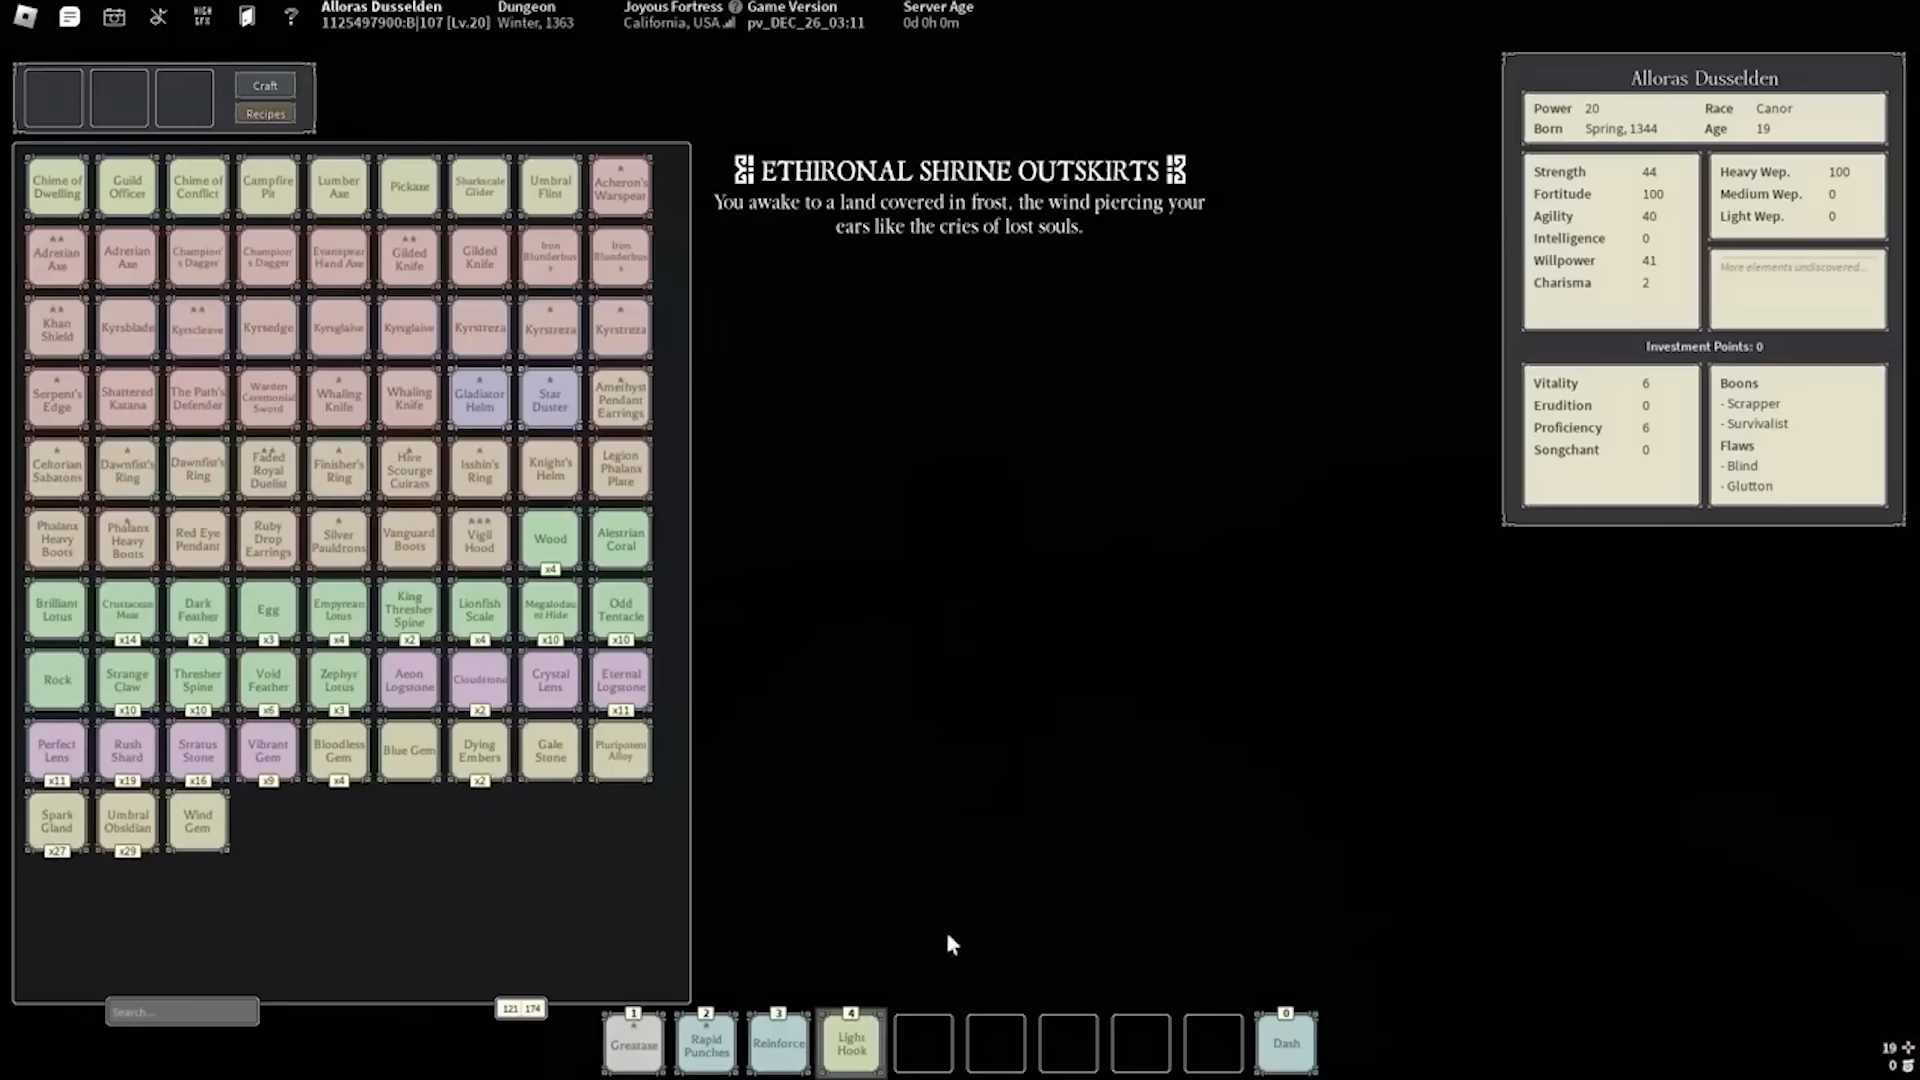 Alloras Dusselden
1125497900:B|107 [Lv.20]
Dungeon
Winter, 1363
Joyous Fortress
California, USA
Game Version
pv_DEC_26_03:11
Server Age
0d 0h 0m
HIGH
SFX
?
Craft
Recipes
Chime of Dwelling
Guild Officer
Chime of Conflict
Campfire Pit
Lumber Axe
Pickaxe
Sharkscale Glider
Umbral Flint
Acheron's Warspear
Adretian Axe
Adretian Axe
Champion's Dagger
Champion's Dagger
Evanspear Hand Axe
Gilded Knife
Gilded Knife
Iron Blunderbuss
Iron Blunderbuss
Khan Shield
Kyrsblade
Kyrscleave
Kyrsedge
Kyrsglaive
Kyrsglaive
Kyrstreza
Kyrstreza
Kyrstreza
Serpent's Edge
Shattered Katana
The Path's Defender
Warden Ceremonial Sword
Whaling Knife
Whaling Knife
Gladiator Helm
Star Duster
Amethyst Pendant Earrings
Celtorian Sabatons
Dawnfist's Ring
Dawnfist's Ring
Faded Royal Duelist
Finisher's Ring
Hive Scourge Cuirass
Isshin's Ring
Knight's Helm
Legion Phalanx Plate
Phalanx Heavy Boots
Phalanx Heavy Boots
Red Eye Pendant
Ruby Drop Earrings
Silver Pauldrons
Vanguard Boots
Vigil Hood
Wood
x4
Alestrian Coral
Brilliant Lotus
Crustacean Meat
x14
Dark Feather
x2
Egg
x3
Empyrean Lotus
x4
King Thresher Spine
x2
Lionfish Scale
x4
Megalodaunt Hide
x10
Odd Tentacle
x10
Rock
Strange Claw
x10
Thresher Spine
x10
Void Feather
x6
Zephyr Lotus
x3
Aeon Logstone
Cloudstone
x2
Crystal Lens
Eternal Logstone
x11
Perfect Lens
x11
Rush Shard
x19
Stratus Stone
x16
Vibrant Gem
x9
Bloodless Gem
x4
Blue Gem
Dying Embers
x2
Gale Stone
Pluripotent Alloy
Spark Gland
x27
Umbral Obsidian
x29
Wind Gem
Search...
121 174
ETHIRONAL SHRINE OUTSKIRTS
You awake to a land covered in frost, the wind piercing your
ears like the cries of lost souls.
Alloras Dusselden
Power 20 Race Canor
Born Spring, 1344 Age 19
Strength 44
Fortitude 100
Agility 40
Intelligence 0
Willpower 41
Charisma 2
Heavy Wep. 100
Medium Wep. 0
Light Wep. 0
More elements undiscovered...
Investment Points: 0
Vitality 6
Erudition 0
Proficiency 6
Songchant 0
Boons
- Scrapper
- Survivalist
Flaws
- Blind
- Glutton
1
Greataxe
2
Rapid Punches
3
Reinforce
4
Light Hook
0
Dash
19
0